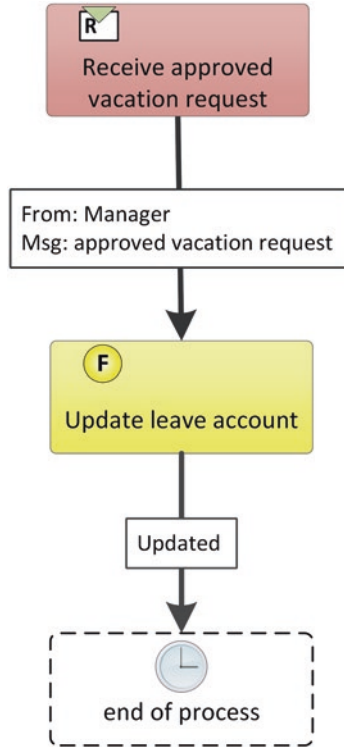 R
Receive approved
vacation request
From: Manager
Msg: approved vacation request
F
Update leave account
Updated
end of process